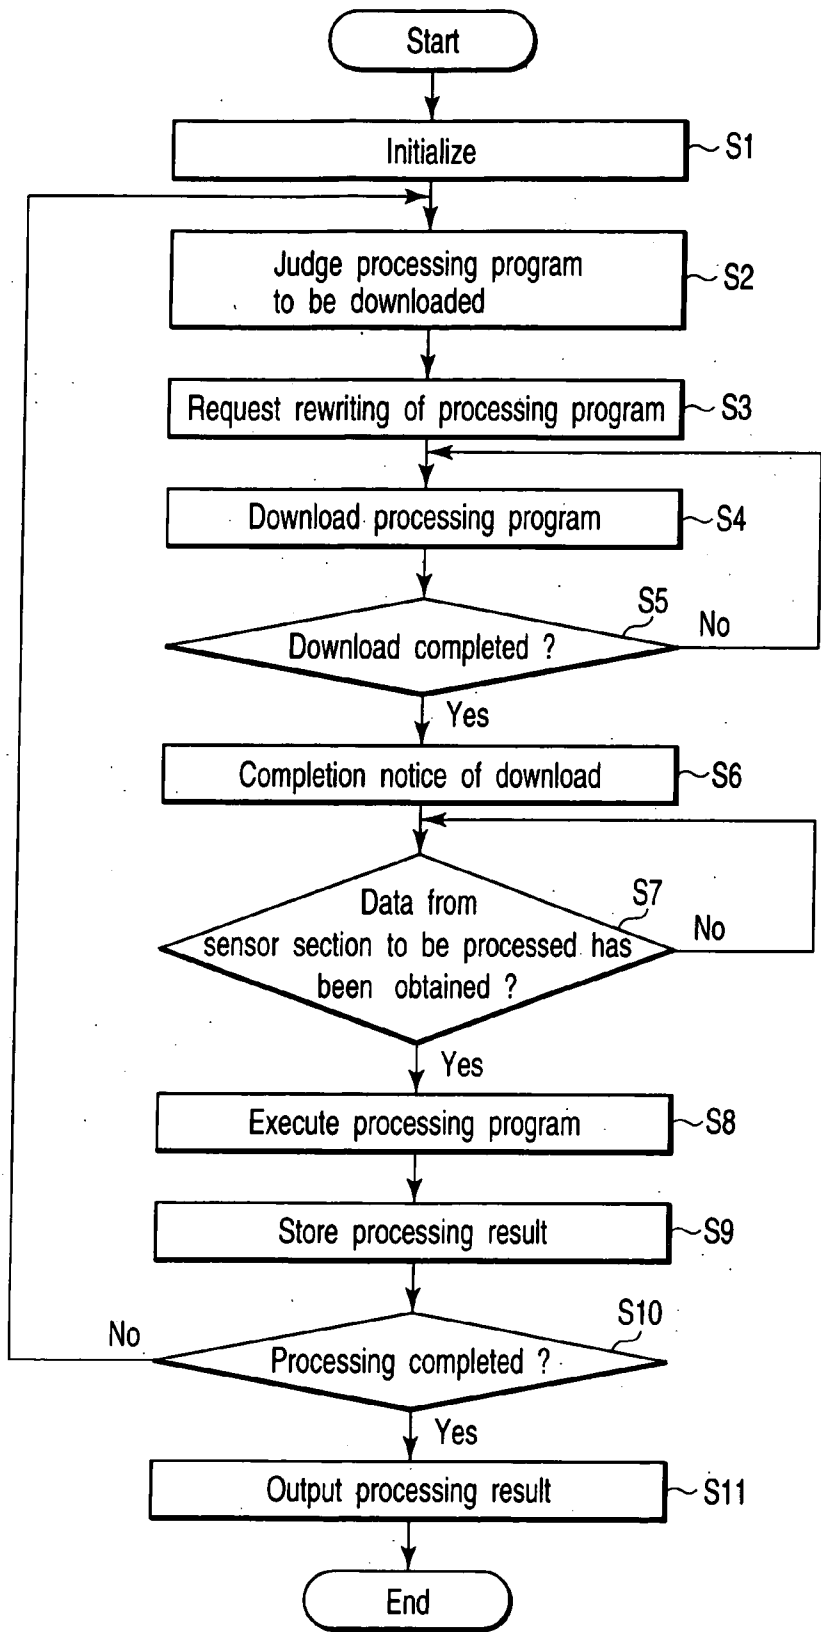 Start
Initialize
S1
Judge processing program
to be downloaded
S2
Request rewriting of processing program
S3
Download processing program
S4
S5
Download completed ?
No
Yes
Completion notice of download
S6
S7
Data from
sensor section to be processed has
been obtained ?
No
Yes
Execute processing program
S8
Store processing result
S9
S10
No
Processing completed ?
Yes
Output processing result
S11
End